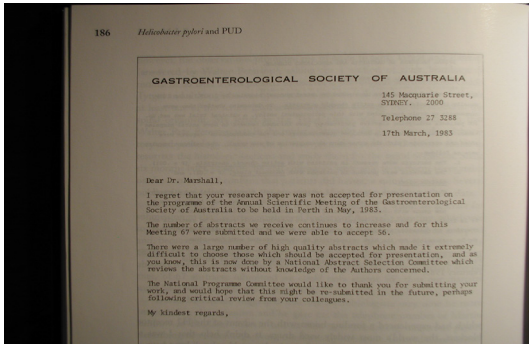 186 Helicobacter pylori and PUD
GASTROENTEROLOGICAL SOCIETY OF AUSTRALIA
145 Macquarie Street,
SYDNEY. 2000
Telephone 27 3288
17th March, 1983
Dear Dr. Marshall,
I regret that your research paper was not accepted for presentation on
the programme of the Annual Scientific Meeting of the Gastroenterological
Society of Australia to be held in Perth in May, 1983.
The number of abstracts we receive continues to increase and for this
Meeting 67 were submitted and we were able to accept 56.
There were a large number of high quality abstracts which made it extremely
difficult to choose those which should be accepted for presentation, and as
you know, this is now done by a National Abstract Selection Committee which
reviews the abstracts without knowledge of the Authors concerned.
The National Programme Committee would like to thank you for submitting your
work, and would hope that this might be re-submitted in the future, perhaps
following critical review from your colleagues.
My kindest regards,